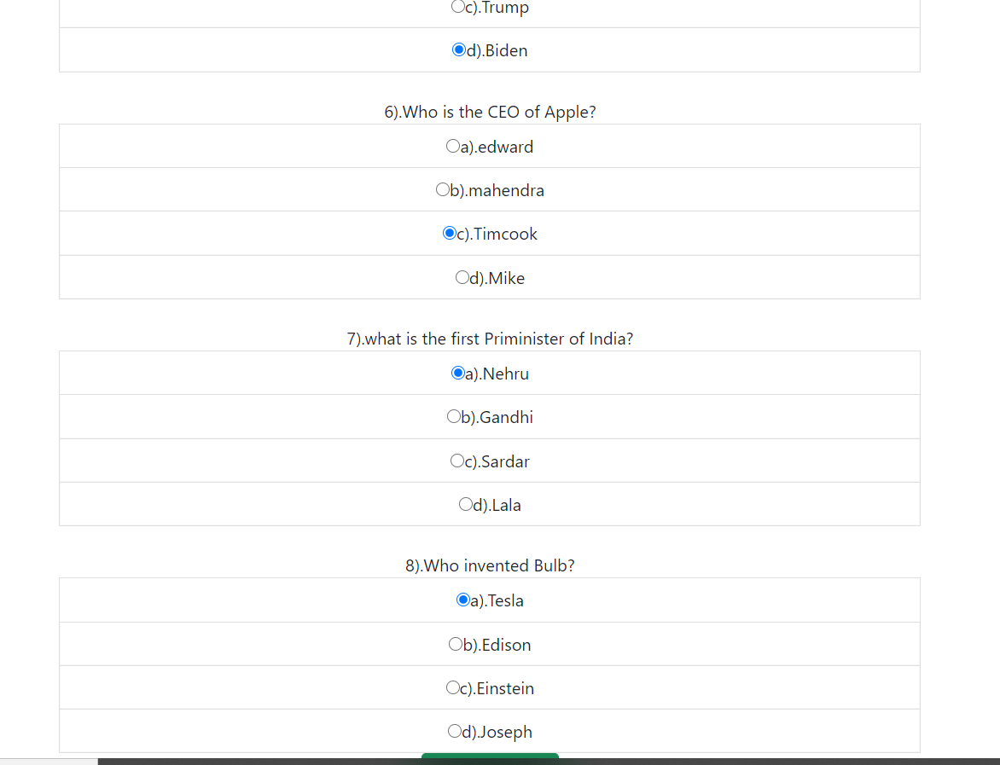 c).Trump
d).Biden
6).Who is the CEO of Apple?
a).edward
b).mahendra
c).Timcook
d).Mike
7).what is the first Priminister of India?
a).Nehru
b).Gandhi
c).Sardar
d).Lala
8).Who invented Bulb?
a).Tesla
b).Edison
c).Einstein
d).Joseph